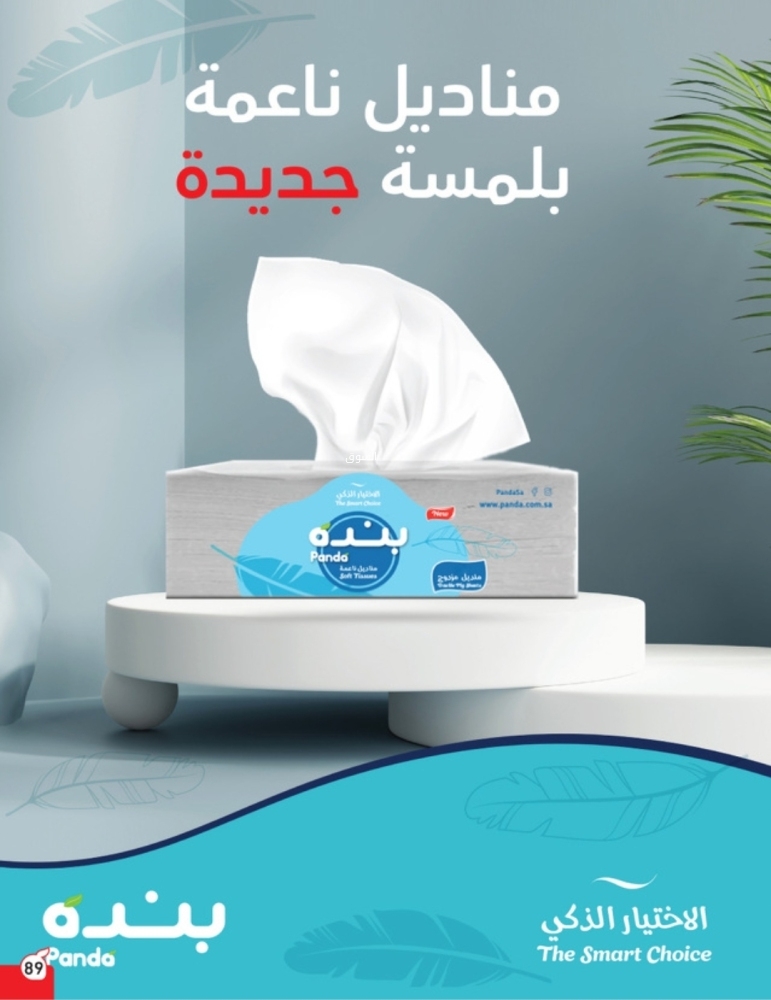 مناديل ناعمة
بلمسة جديدة
تسوق
الاختيار الذكي
The Smart Choice
PandaSa
www.panda.com.sa
New
بنده
Panda
مناديل ناعمة
Soft Tissues
مناديل مزدوج
بنده
Panda
الاختيار الذكي
The Smart Choice
89